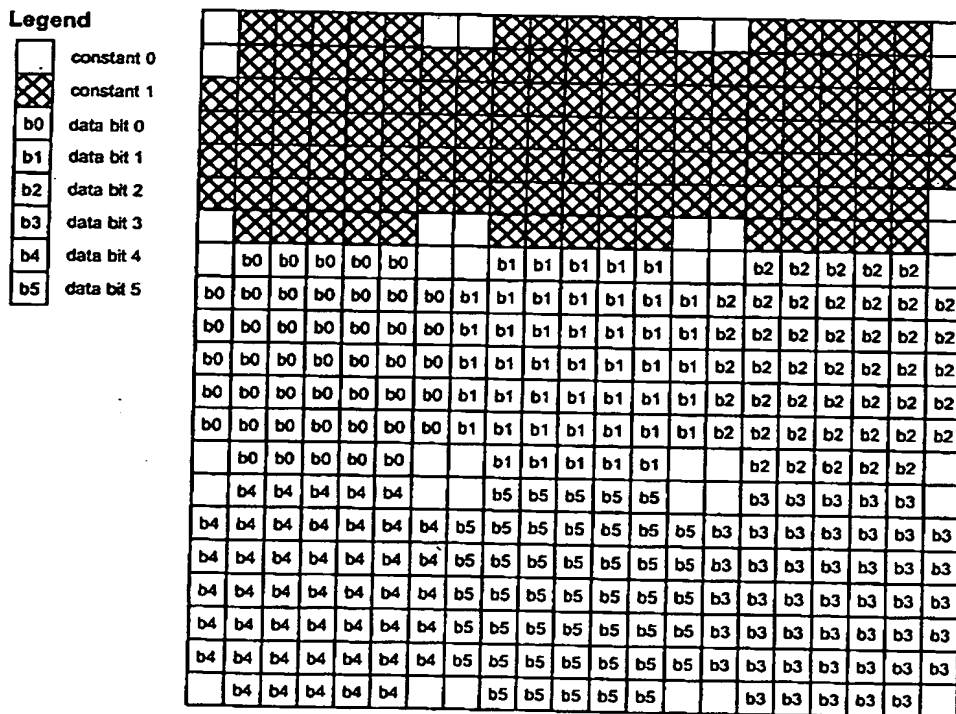 Legend
constant 0
constant 1
b0 data bit 0
b1 data bit 1
b2 data bit 2
b3 data bit 3
b4 data bit 4
b5 data bit 5
b0 b0 b0 b0 b0 b1 b1 b1 b1 b1 b2 b2 b2 b2 b2
b0 b0 b0 b0 b0 b0 b0 b1 b1 b1 b1 b1 b1 b1 b2 b2 b2 b2 b2 b2 b2
b0 b0 b0 b0 b0 b0 b0 b1 b1 b1 b1 b1 b1 b1 b2 b2 b2 b2 b2 b2 b2
b0 b0 b0 b0 b0 b0 b0 b1 b1 b1 b1 b1 b1 b1 b2 b2 b2 b2 b2 b2 b2
b0 b0 b0 b0 b0 b0 b0 b1 b1 b1 b1 b1 b1 b1 b2 b2 b2 b2 b2 b2 b2
b0 b0 b0 b0 b0 b0 b0 b1 b1 b1 b1 b1 b1 b1 b2 b2 b2 b2 b2 b2 b2
b0 b0 b0 b0 b0 b1 b1 b1 b1 b1 b2 b2 b2 b2 b2
b4 b4 b4 b4 b4 b5 b5 b5 b5 b5 b3 b3 b3 b3 b3
b4 b4 b4 b4 b4 b4 b4 b5 b5 b5 b5 b5 b5 b5 b3 b3 b3 b3 b3 b3 b3
b4 b4 b4 b4 b4 b4 b4 b5 b5 b5 b5 b5 b5 b5 b3 b3 b3 b3 b3 b3 b3
b4 b4 b4 b4 b4 b4 b4 b5 b5 b5 b5 b5 b5 b5 b3 b3 b3 b3 b3 b3 b3
b4 b4 b4 b4 b4 b4 b4 b5 b5 b5 b5 b5 b5 b5 b3 b3 b3 b3 b3 b3 b3
b4 b4 b4 b4 b4 b4 b4 b5 b5 b5 b5 b5 b5 b5 b3 b3 b3 b3 b3 b3 b3
b4 b4 b4 b4 b4 b5 b5 b5 b5 b5 b3 b3 b3 b3 b3